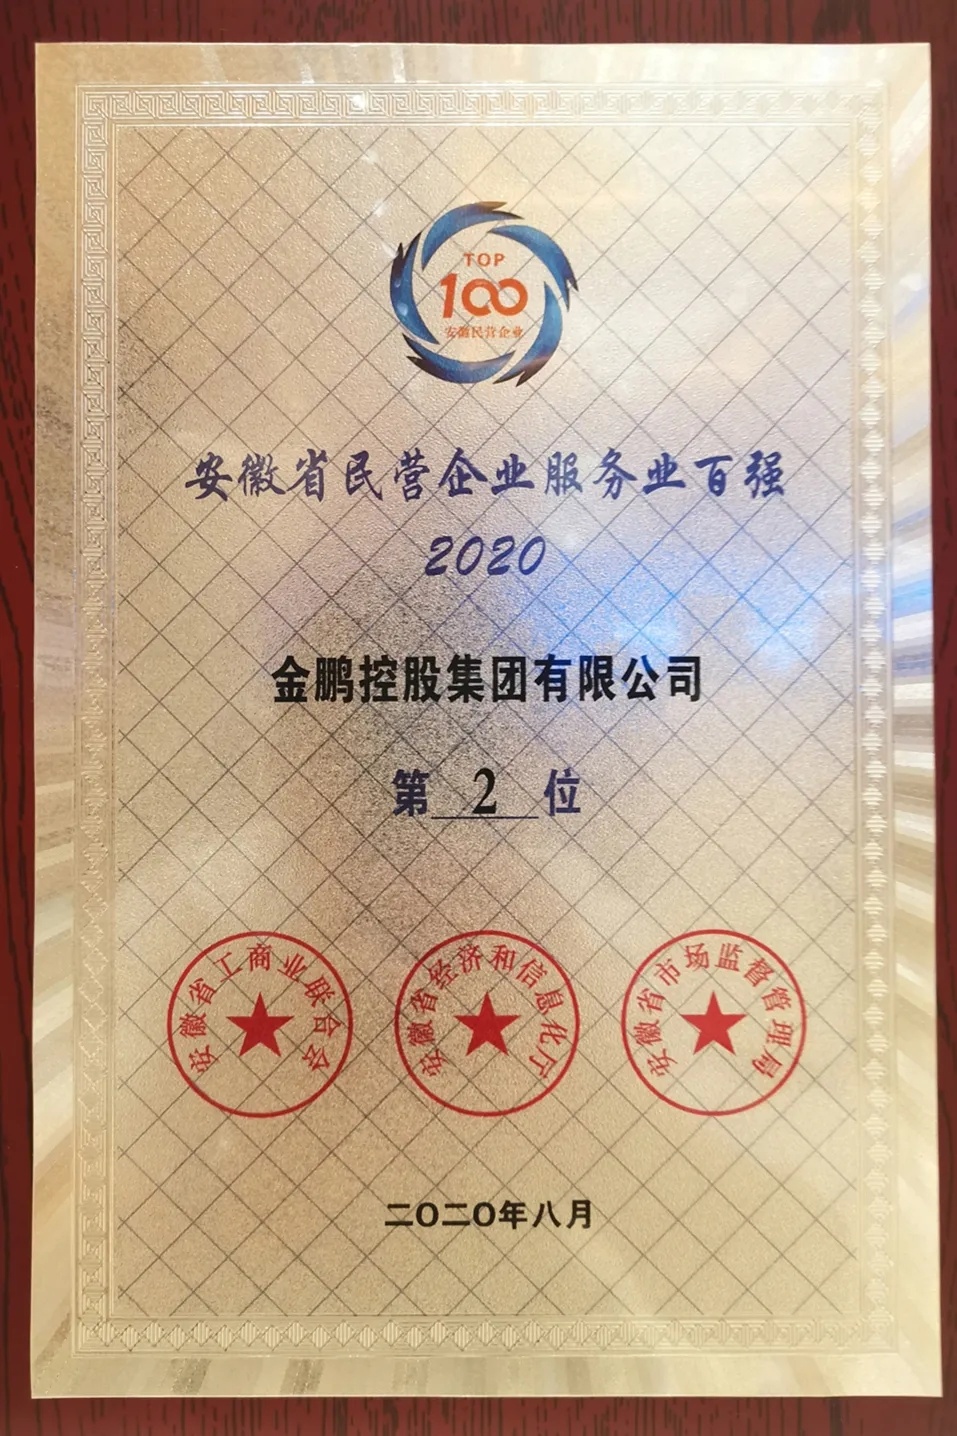 TOP
100
安徽民营企业
安徽省民营企业服务业百强
2020
金鹏控股集团有限公司
第 2 位
安徽省工商业联合会
安徽省经济和信息化厅
安徽省市场监督管理局
二〇二〇年八月